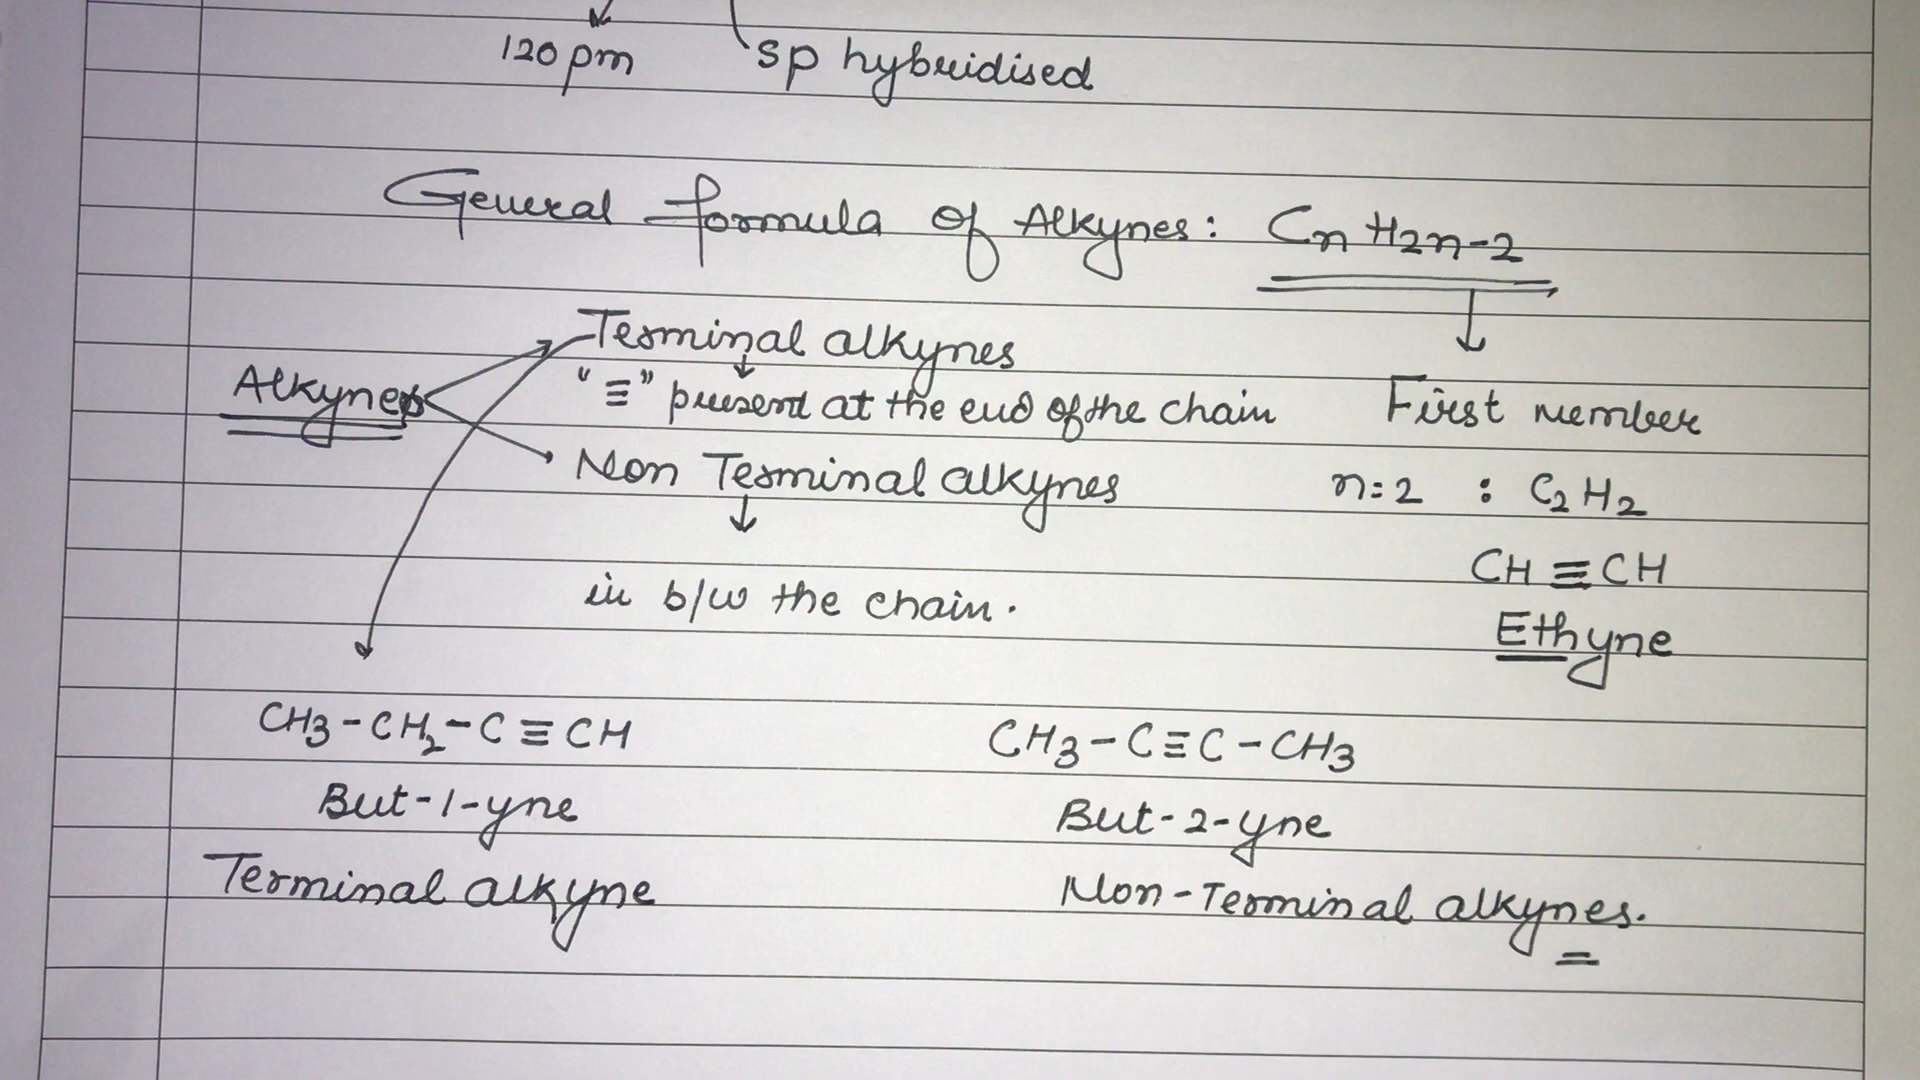 120pm sp hybridised
General formula of Alkynes: CnH2n-2
Terminal alkynes
Alkynes
"≡" present at the end of the chain
First member
Non Terminal alkynes
n=2 : C2H2
in b/w the chain.
CH≡CH
Ethyne
CH3-CH2-C≡CH
CH3-C≡C-CH3
But-1-yne
But-2-yne
Terminal alkyne
Non-Terminal alkynes.